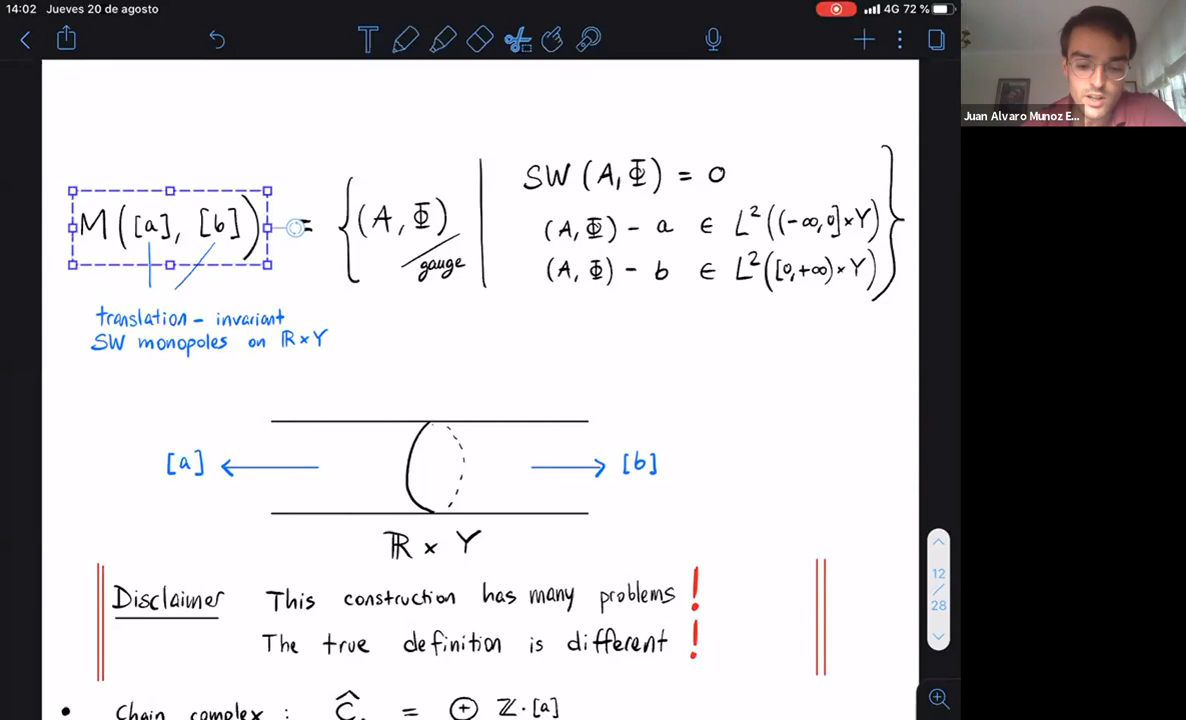 14:02 Jueves 20 de agosto
4G 72 %
Juan Alvaro Munoz E...
M([a], [b]) = {(A, Φ)/gauge | SW(A, Φ) = 0
(A, Φ) - a ∈ L²((-∞,0]×Y)
(A, Φ) - b ∈ L²([0,+∞)×Y)}
translation - invariant
SW monopoles on ℝ×Y
[a] [b]
ℝ × Y
Disclaimer This construction has many problems !
The true definition is different !
12
/
28
• Chain complex : Ĉ. = ⊕ ℤ·[a]